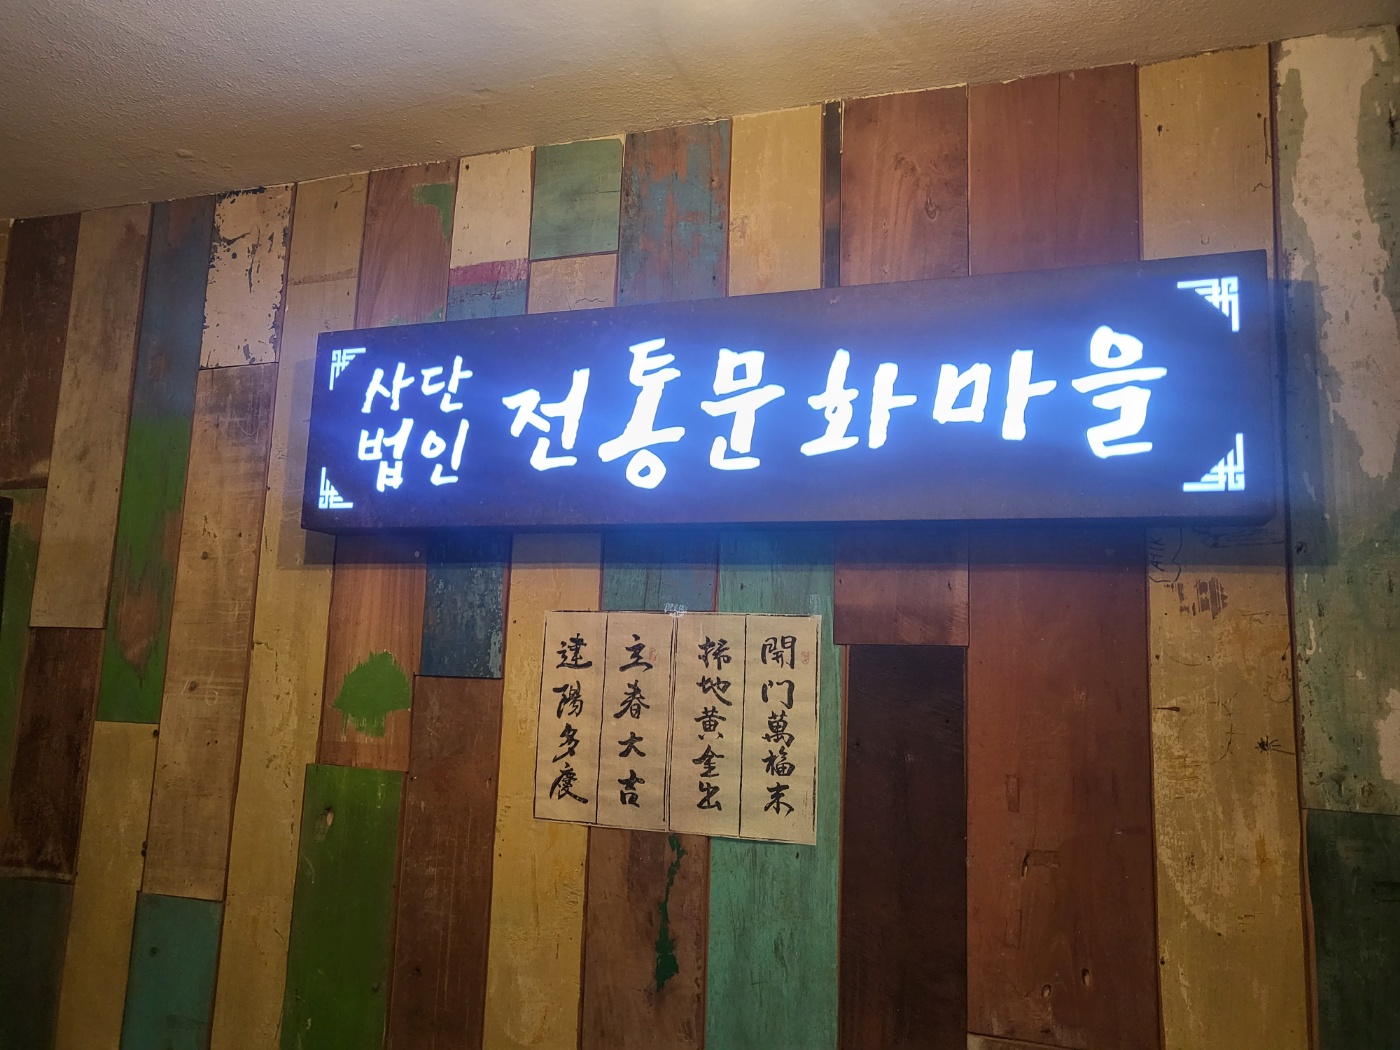 사단
법인
전통문화마을
開門萬福来
掃地黄金出
立春大吉
建陽多慶